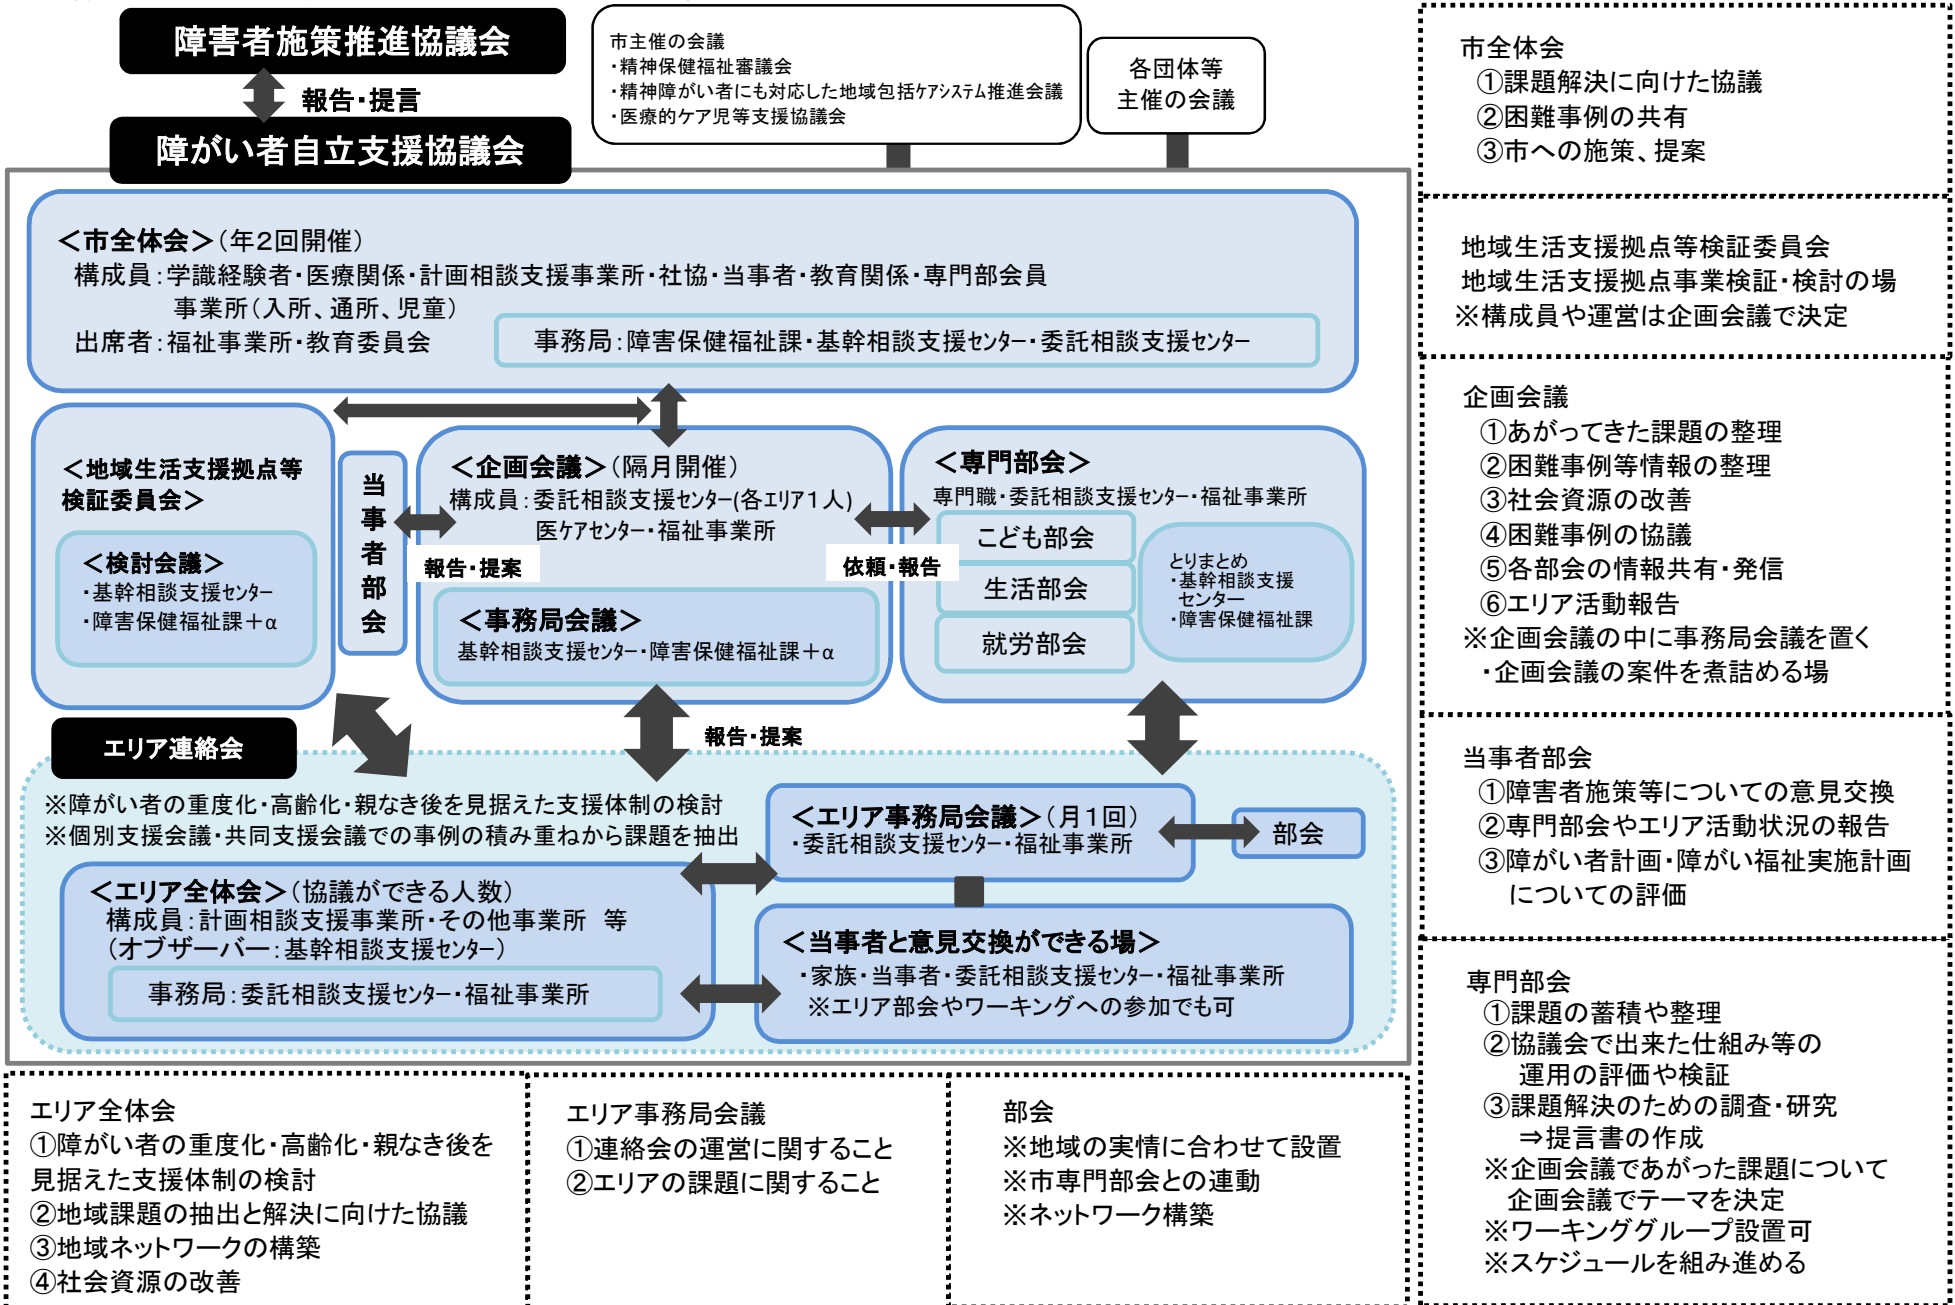 障害者施策推進協議会
報告・提言
障がい者自立支援協議会
市主催の会議
・精神保健福祉審議会
・精神障がい者にも対応した地域包括ケアシステム推進会議
・医療的ケア児等支援協議会
各団体等
主催の会議
＜市全体会＞（年２回開催）
構成員：学識経験者・医療関係・計画相談支援事業所・社協・当事者・教育関係・専門部会員
事業所（入所、通所、児童）
出席者：福祉事業所・教育委員会
事務局：障害保健福祉課・基幹相談支援センター・委託相談支援センター
＜地域生活支援拠点等
検証委員会＞
＜検討会議＞
・基幹相談支援センター
・障害保健福祉課＋α
当事者部会
＜企画会議＞（隔月開催）
構成員：委託相談支援センター(各エリア１人)
医ケアセンター・福祉事業所
報告・提案
＜事務局会議＞
基幹相談支援センター・障害保健福祉課＋α
依頼・報告
＜専門部会＞
専門職・委託相談支援センター・福祉事業所
こども部会
生活部会
就労部会
とりまとめ
・基幹相談支援
センター
・障害保健福祉課
エリア連絡会
報告・提案
※障がい者の重度化・高齢化・親なき後を見据えた支援体制の検討
※個別支援会議・共同支援会議での事例の積み重ねから課題を抽出
＜エリア事務局会議＞（月１回）
・委託相談支援センター・福祉事業所
部会
＜エリア全体会＞（協議ができる人数）
構成員：計画相談支援事業所・その他事業所　等
（オブザーバー：基幹相談支援センター）
事務局：委託相談支援センター・福祉事業所
＜当事者と意見交換ができる場＞
・家族・当事者・委託相談支援センター・福祉事業所
※エリア部会やワーキングへの参加でも可
市全体会
①課題解決に向けた協議
②困難事例の共有
③市への施策、提案
地域生活支援拠点等検証委員会
地域生活支援拠点事業検証・検討の場
※構成員や運営は企画会議で決定
企画会議
①あがってきた課題の整理
②困難事例等情報の整理
③社会資源の改善
④困難事例の協議
⑤各部会の情報共有・発信
⑥エリア活動報告
※企画会議の中に事務局会議を置く
・企画会議の案件を煮詰める場
当事者部会
①障害者施策等についての意見交換
②専門部会やエリア活動状況の報告
③障がい者計画・障がい福祉実施計画
についての評価
専門部会
①課題の蓄積や整理
②協議会で出来た仕組み等の
運用の評価や検証
③課題解決のための調査・研究
⇒提言書の作成
※企画会議であがった課題について
企画会議でテーマを決定
※ワーキンググループ設置可
※スケジュールを組み進める
エリア全体会
①障がい者の重度化・高齢化・親なき後を
見据えた支援体制の検討
②地域課題の抽出と解決に向けた協議
③地域ネットワークの構築
④社会資源の改善
エリア事務局会議
①連絡会の運営に関すること
②エリアの課題に関すること
部会
※地域の実情に合わせて設置
※市専門部会との連動
※ネットワーク構築